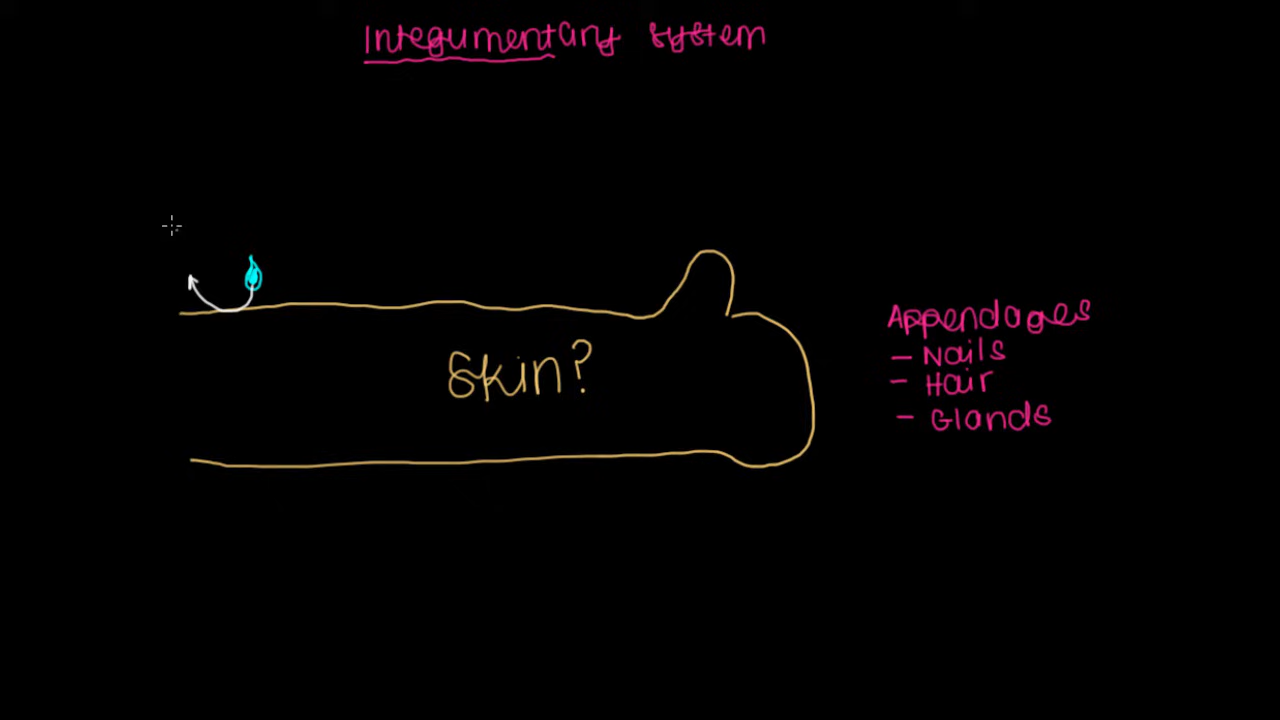 Integumentary system
Skin?
Appendages
- Nails
- Hair
- Glands